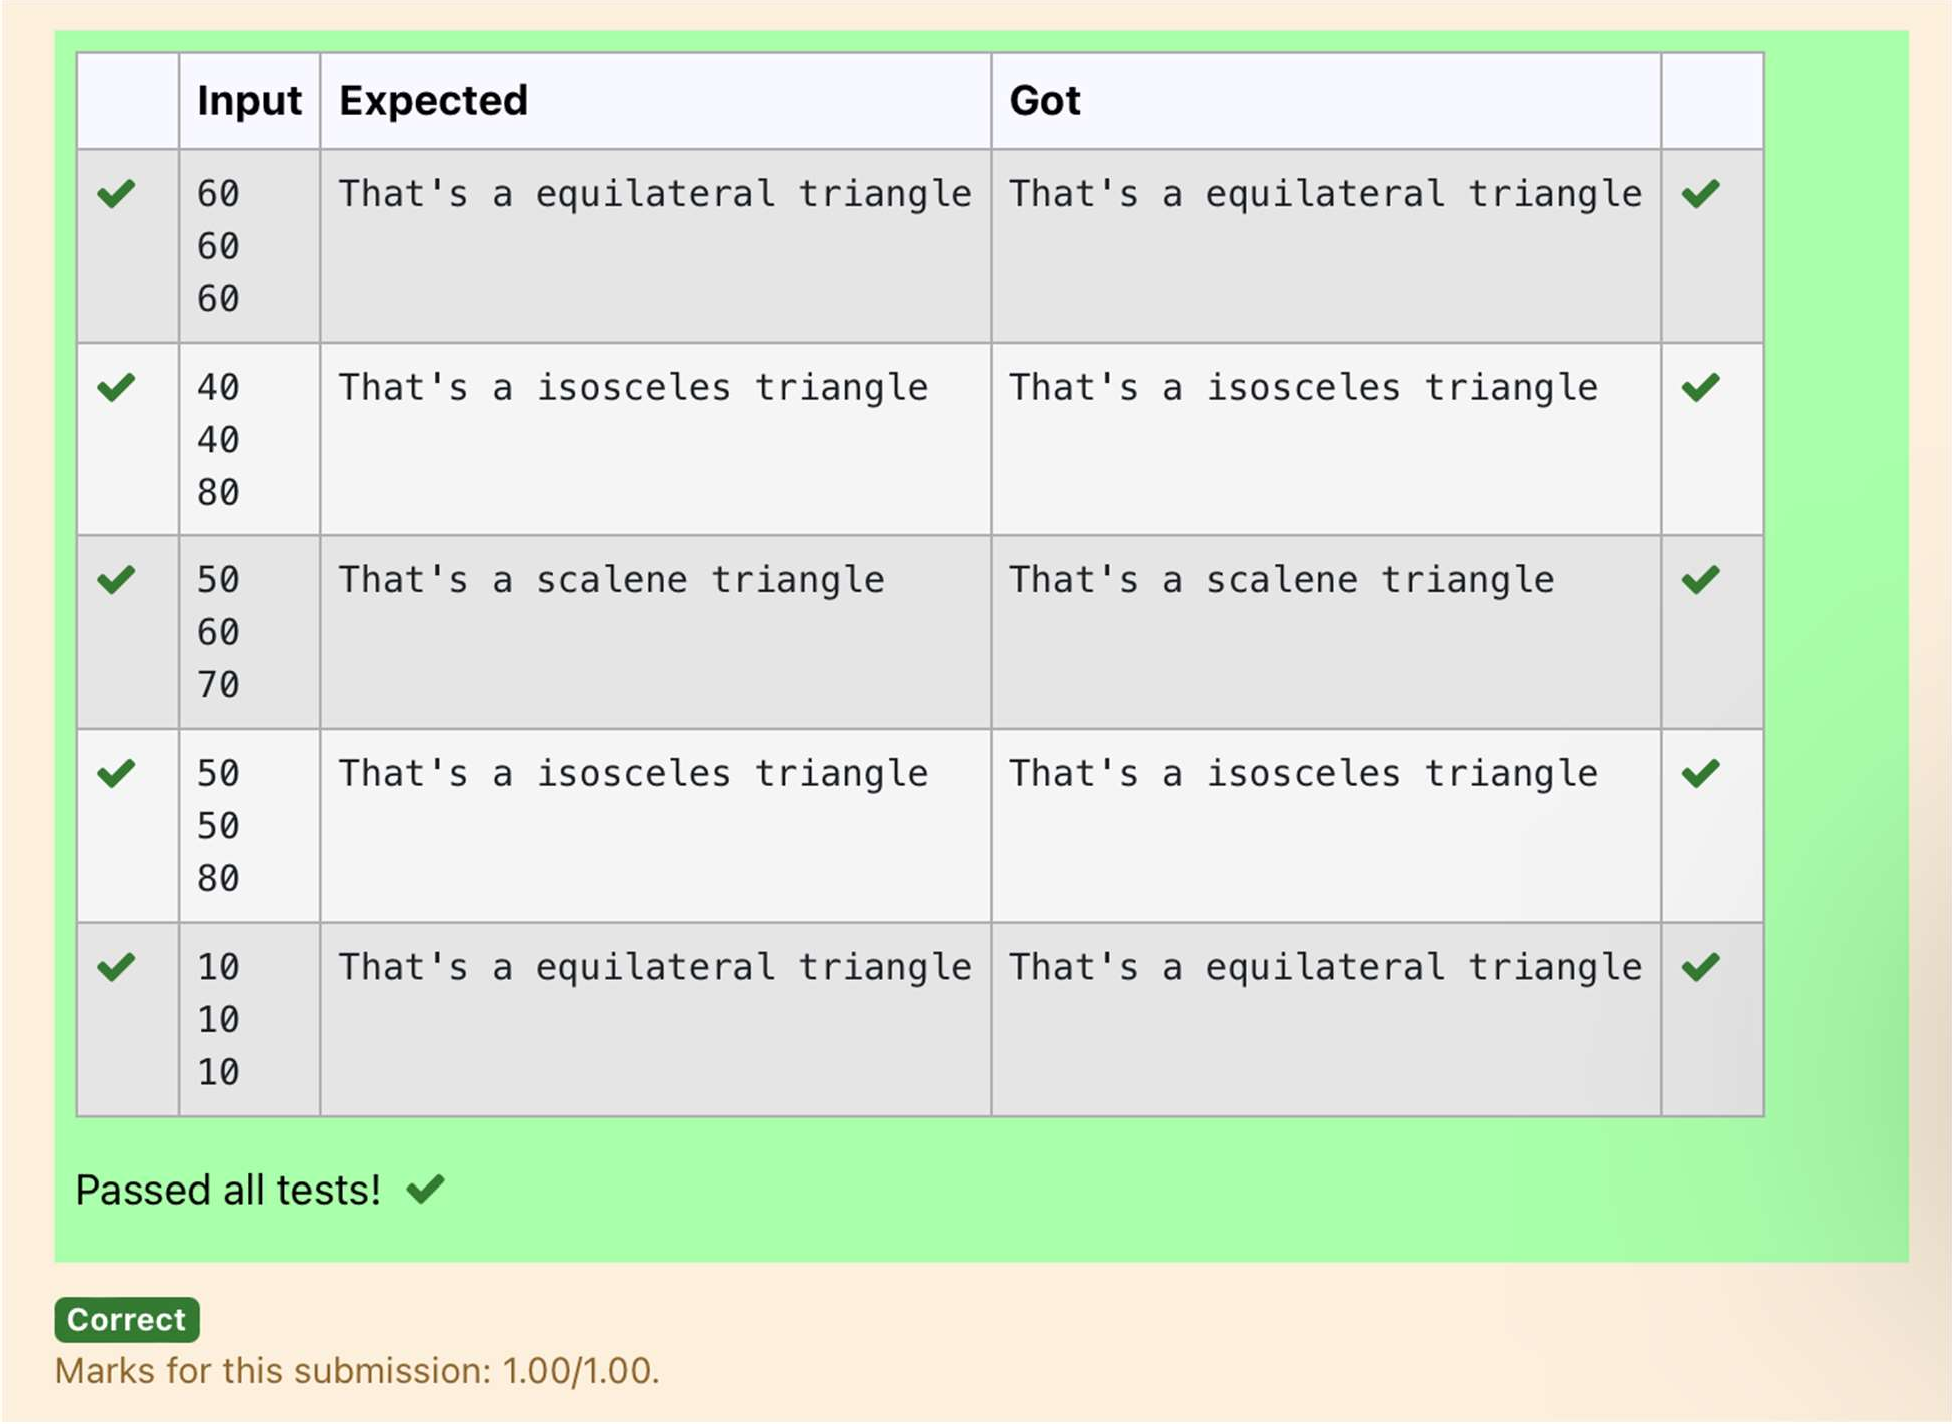 Input Expected Got
60 That's a equilateral triangle That's a equilateral triangle
60
60
40 That's a isosceles triangle That's a isosceles triangle
40
80
50 That's a scalene triangle That's a scalene triangle
60
70
50 That's a isosceles triangle That's a isosceles triangle
50
80
10 That's a equilateral triangle That's a equilateral triangle
10
10
Passed all tests!
Correct
Marks for this submission: 1.00/1.00.